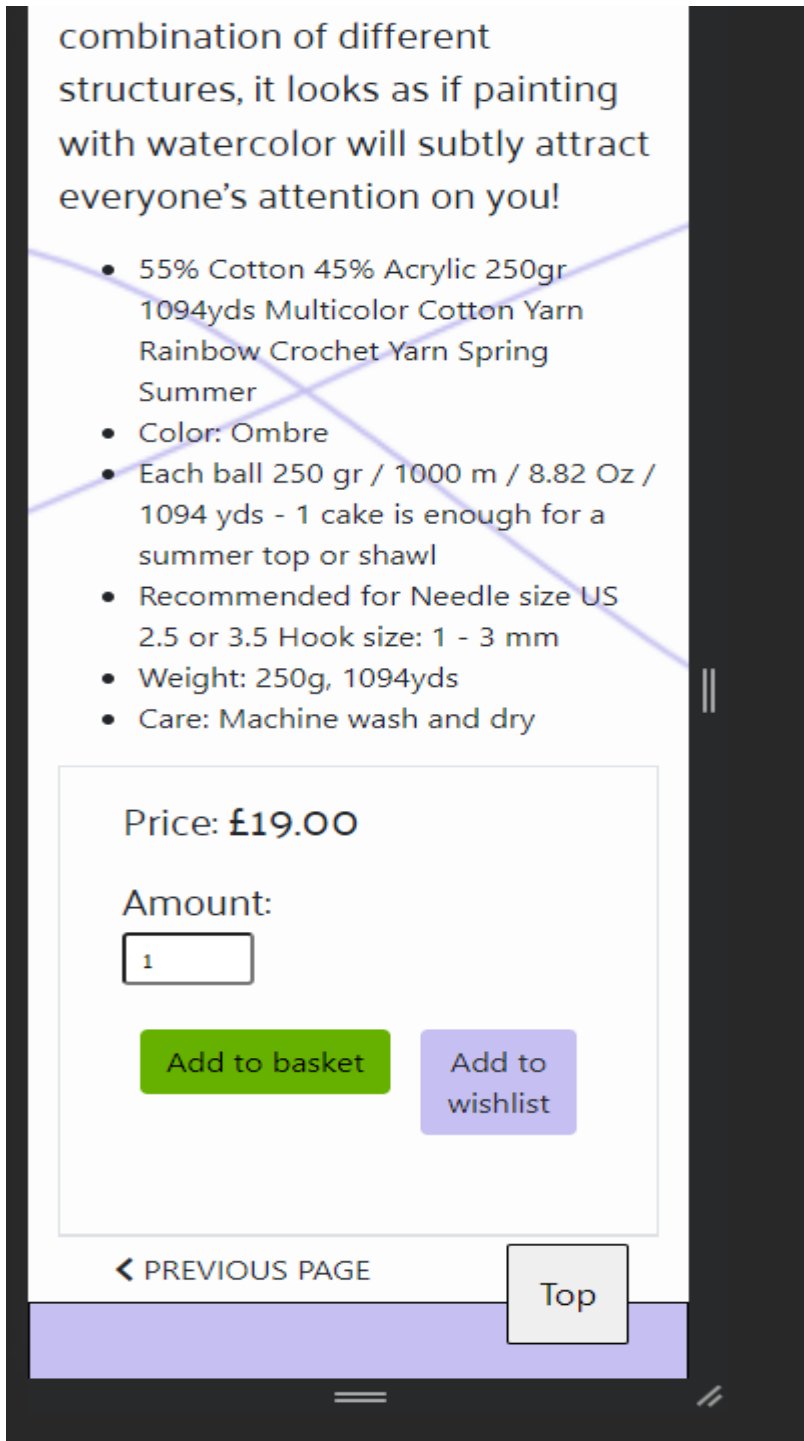 combination of different
structures, it looks as if painting
with watercolor will subtly attract
everyone’s attention on you!
• 55% Cotton 45% Acrylic 250gr
1094yds Multicolor Cotton Yarn
Rainbow Crochet Yarn Spring
Summer
• Color: Ombre
• Each ball 250 gr / 1000 m / 8.82 Oz /
1094 yds - 1 cake is enough for a
summer top or shawl
• Recommended for Needle size US
2.5 or 3.5 Hook size: 1 - 3 mm
• Weight: 250g, 1094yds
• Care: Machine wash and dry
Price: £19.00
Amount:
1
Add to basket
Add to
wishlist
PREVIOUS PAGE
Top